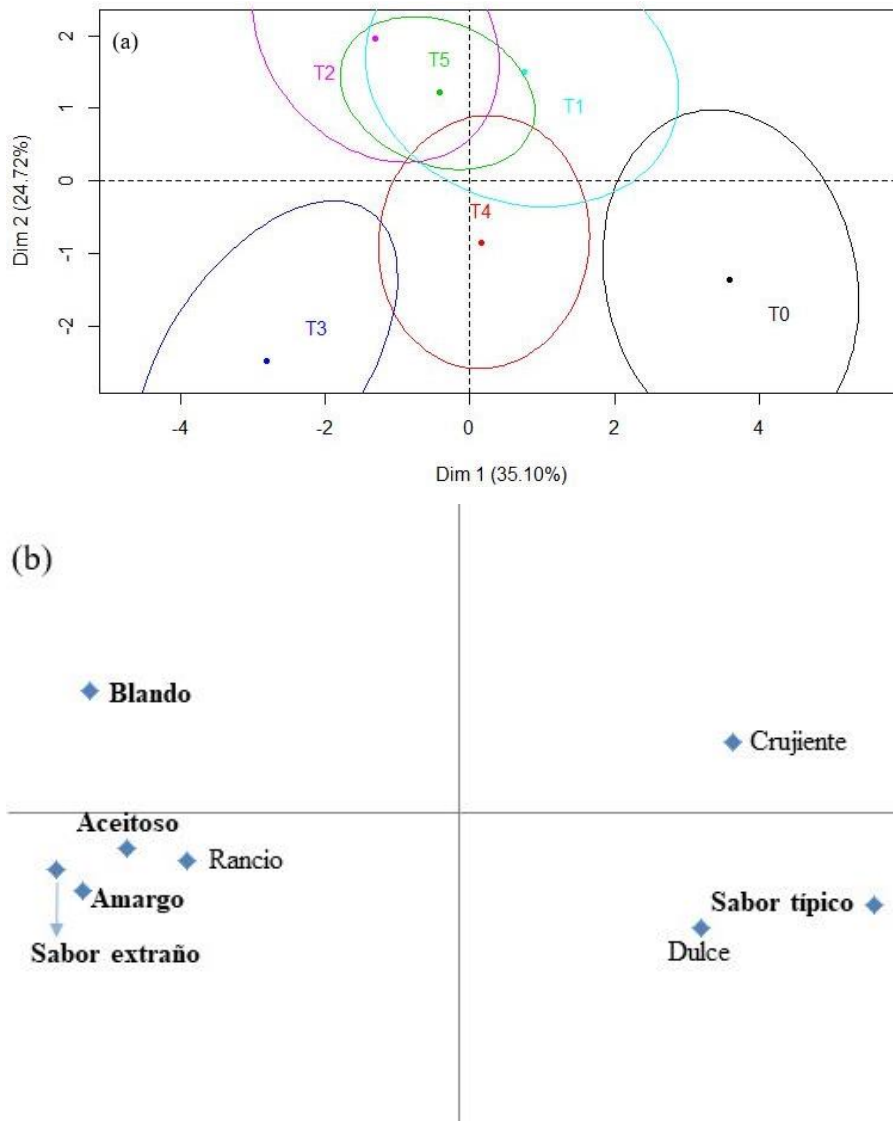 (a)
2
1
0
-1
-2
Dim 2 (24.72%)
T2
T5
T1
T4
T3
T0
-4
-2
0
2
4
Dim 1 (35.10%)
(b)
Blando
Crujiente
Aceitoso
Rancio
Amargo
Sabor extraño
Sabor típico
Dulce